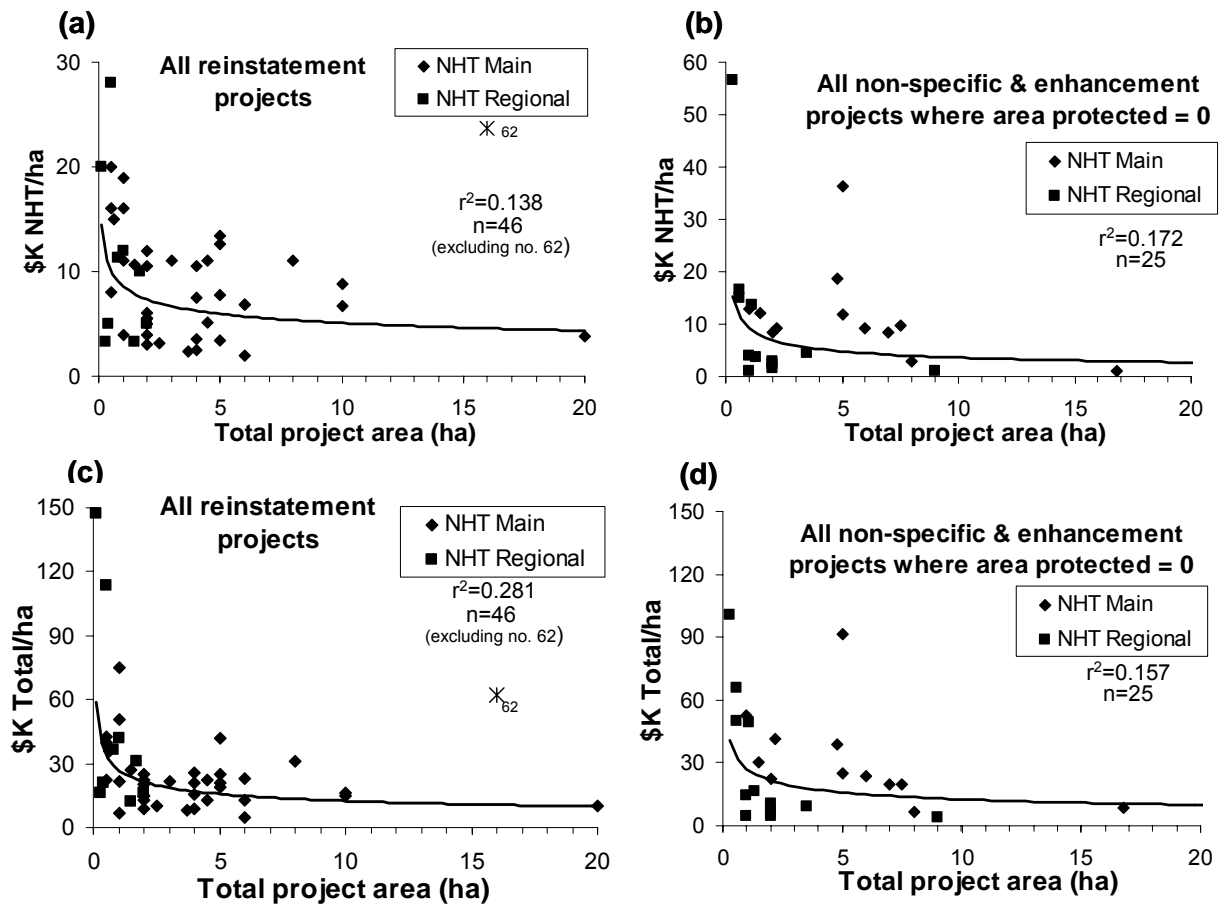 (a)
All reinstatement
projects
NHT Main
NHT Regional
62
r²=0.138
n=46
(excluding no. 62)
$K NHT/ha
30
20
10
0
0 5 10 15 20
Total project area (ha)
(b)
All non-specific & enhancement
projects where area protected = 0
NHT Main
NHT Regional
r²=0.172
n=25
$K NHT/ha
60
50
40
30
20
10
0
0 5 10 15 20
Total project area (ha)
(c)
All reinstatement
projects
NHT Main
NHT Regional
r²=0.281
n=46
(excluding no. 62)
62
$K Total/ha
150
120
90
60
30
0
0 5 10 15 20
Total project area (ha)
(d)
All non-specific & enhancement
projects where area protected = 0
NHT Main
NHT Regional
r²=0.157
n=25
$K Total/ha
150
120
90
60
30
0
0 5 10 15 20
Total project area (ha)